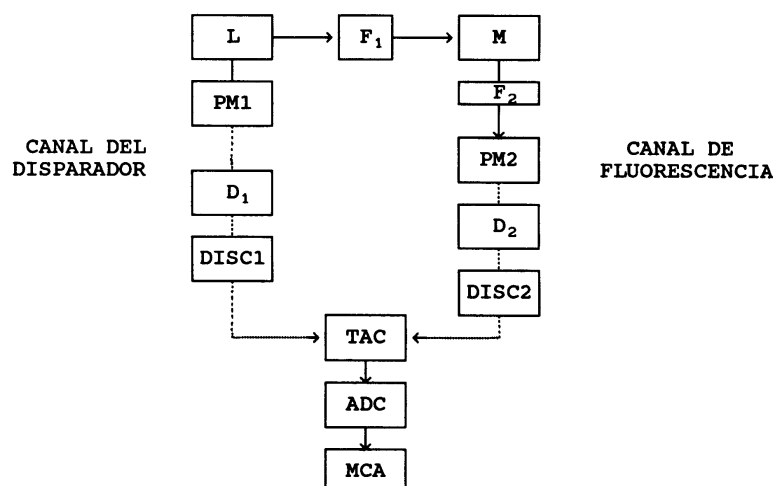 L
F₁
M
PM1
F₂
CANAL DEL
DISPARADOR
PM2
CANAL DE
FLUORESCENCIA
D₁
D₂
DISC1
DISC2
TAC
ADC
MCA